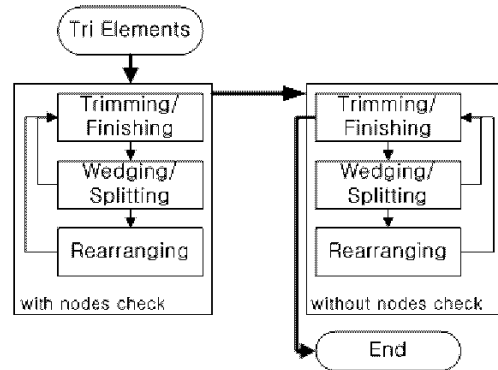 Tri Elements
Trimming/
Finishing
Wedging/
Splitting
Rearranging
with nodes check
Trimming/
Finishing
Wedging/
Splitting
Rearranging
without nodes check
End